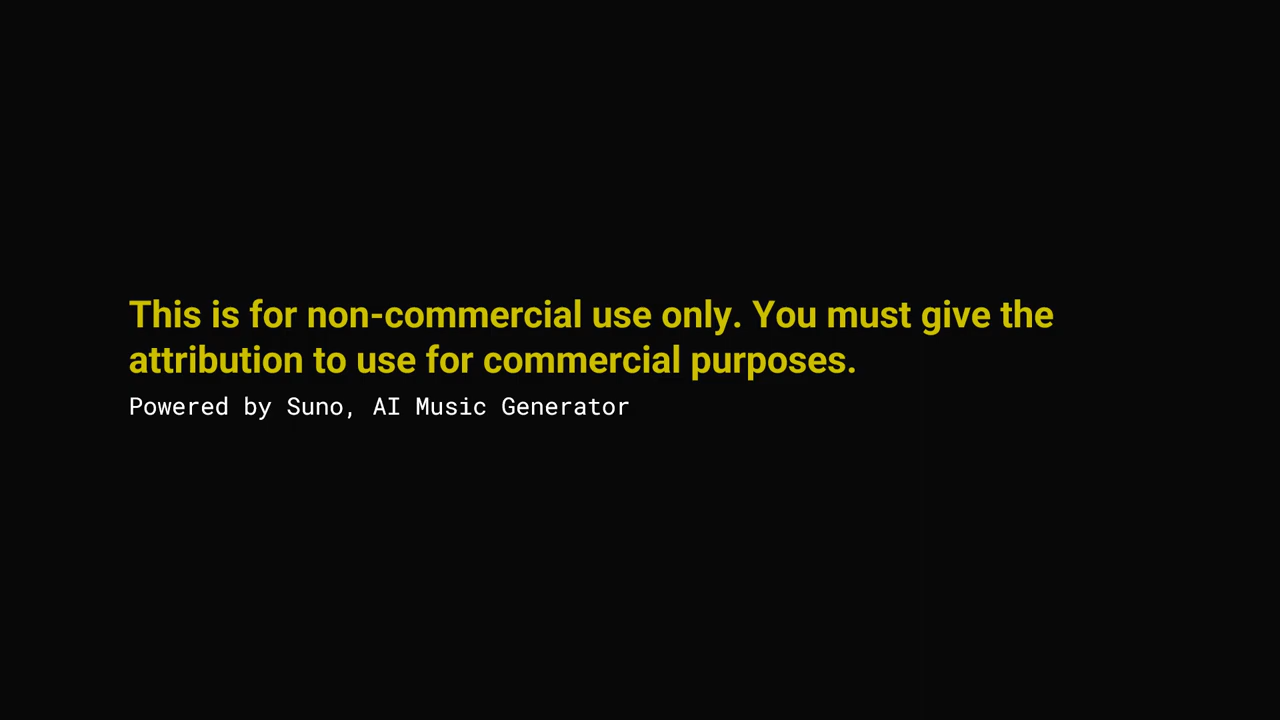 This is for non-commercial use only. You must give the
attribution to use for commercial purposes.
Powered by Suno, AI Music Generator